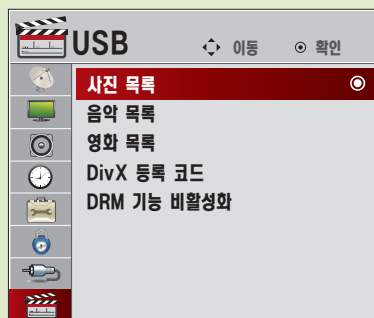 USB 이동 확인
사진 목록
음악 목록
영화 목록
DivX 등록 코드
DRM 기능 비활성화